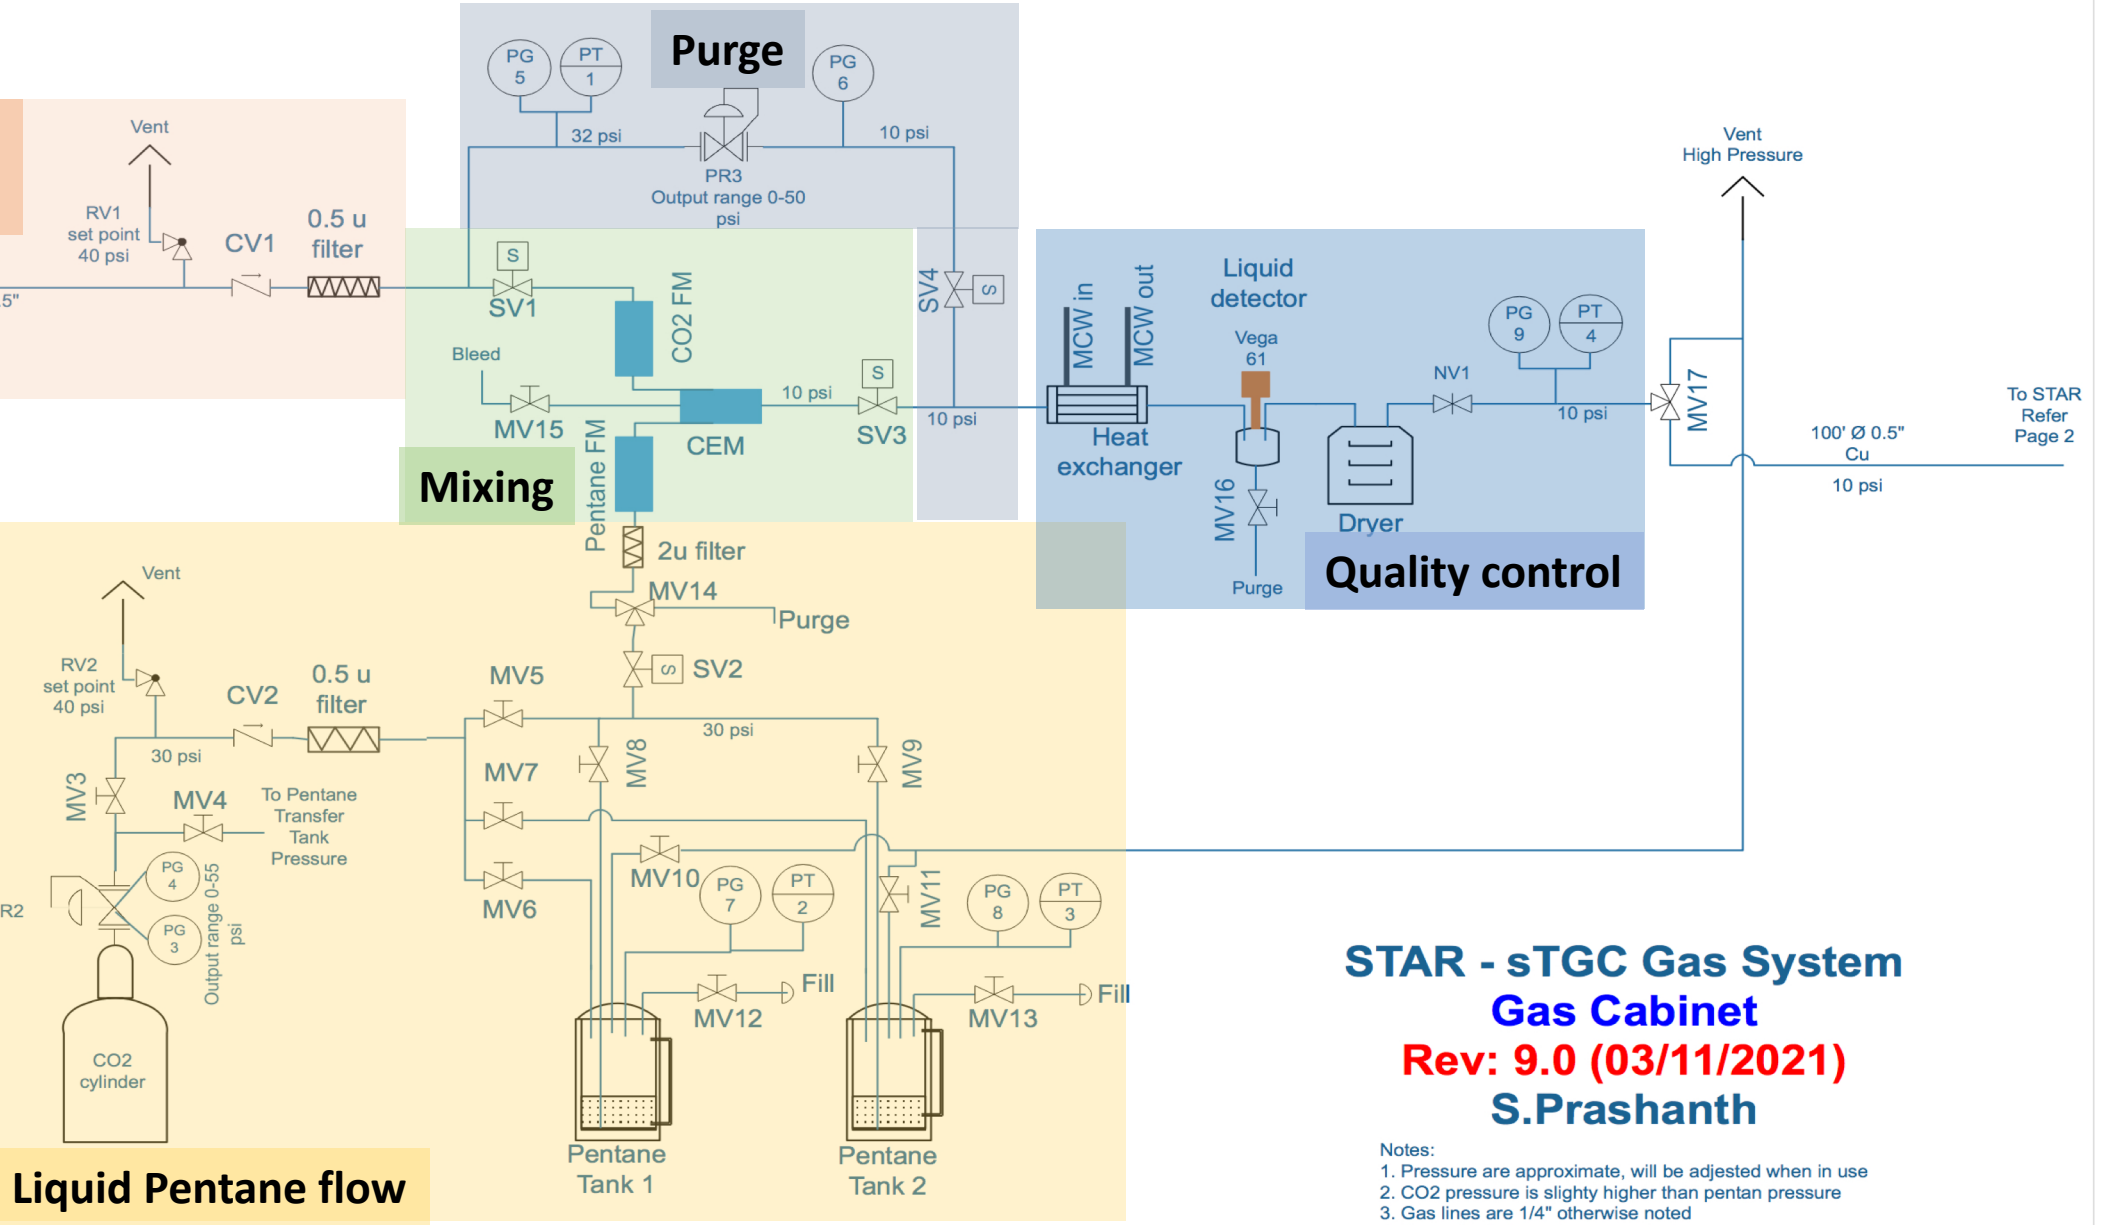 Purge
PG
5
PT
1
PG
6
32 psi
10 psi
PR3
Output range 0-50
psi
Vent
RV1
set point
40 psi
CV1
0.5 u
filter
.5"
S
SV1
CO2 FM
Bleed
MV15
CEM
10 psi
S
SV3
SV4
S
10 psi
Pentane FM
Mixing
MCW in
MCW out
Heat
exchanger
Liquid
detector
Vega
61
MV16
Purge
Dryer
NV1
PG
9
PT
4
10 psi
Quality control
MV17
Vent
High Pressure
To STAR
Refer
Page 2
100' Ø 0.5"
Cu
10 psi
2u filter
MV14
Purge
S
SV2
Vent
RV2
set point
40 psi
CV2
0.5 u
filter
30 psi
MV3
MV4
To Pentane
Transfer
Tank
Pressure
PG
4
PG
3
R2
Output range 0-55
psi
CO2
cylinder
MV5
MV7
MV6
30 psi
MV8
MV9
MV10
MV11
PG
7
PT
2
PG
8
PT
3
MV12
Fill
MV13
Fill
Pentane
Tank 1
Pentane
Tank 2
Liquid Pentane flow
STAR - sTGC Gas System
Gas Cabinet
Rev: 9.0 (03/11/2021)
S.Prashanth
Notes:
1. Pressure are approximate, will be adjested when in use
2. CO2 pressure is slighty higher than pentan pressure
3. Gas lines are 1/4" otherwise noted